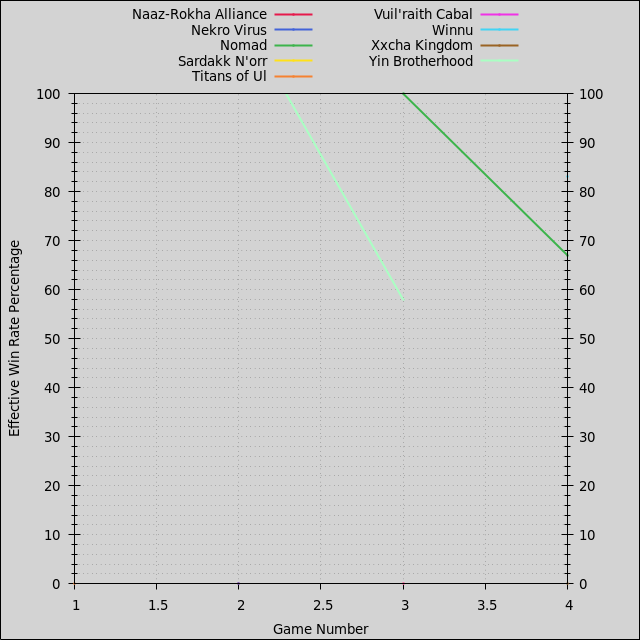 Naaz-Rokha Alliance
Nekro Virus
Nomad
Sardakk N'orr
Titans of Ul
Vuil'raith Cabal
Winnu
Xxcha Kingdom
Yin Brotherhood
Effective Win Rate Percentage
100
90
80
70
60
50
40
30
20
10
0
100
90
80
70
60
50
40
30
20
10
0
1 1.5 2 2.5 3 3.5 4
Game Number